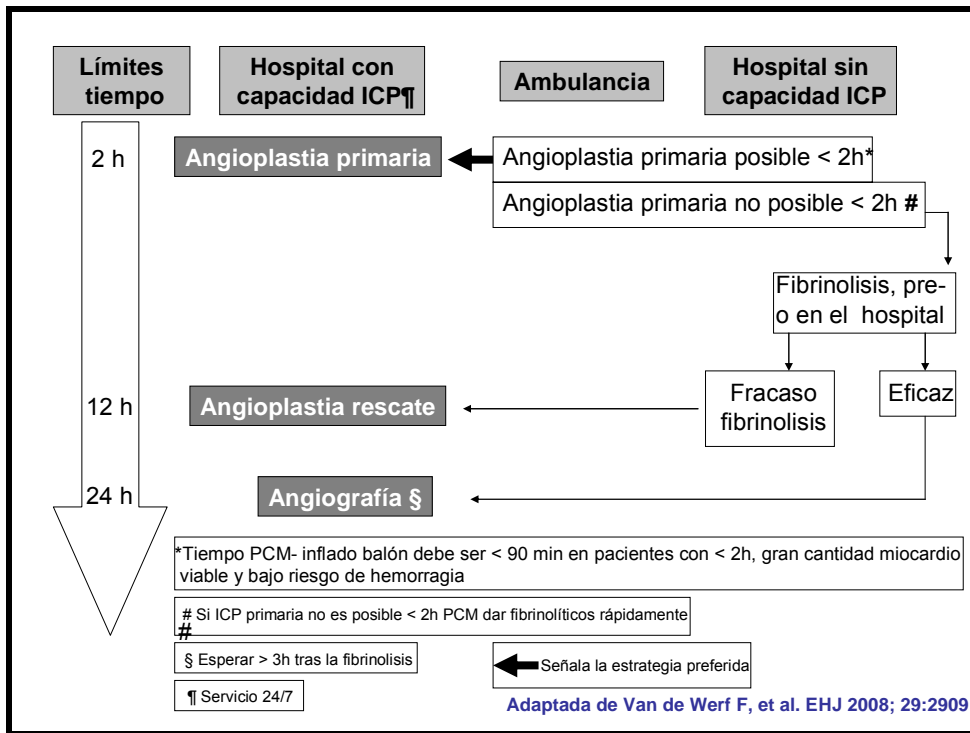 Límites
tiempo
Hospital con
capacidad ICP¶
Ambulancia
Hospital sin
capacidad ICP
2 h
Angioplastia primaria
Angioplastia primaria posible < 2h*
Angioplastia primaria no posible < 2h #
Fibrinolisis, pre-
o en el hospital
12 h
Angioplastia rescate
Fracaso
fibrinolisis
Eficaz
24 h
Angiografía §
*Tiempo PCM- inflado balón debe ser < 90 min en pacientes con < 2h, gran cantidad miocardio
viable y bajo riesgo de hemorragia
# Si ICP primaria no es posible < 2h PCM dar fibrinolíticos rápidamente
#
§ Esperar > 3h tras la fibrinolisis
Señala la estrategia preferida
¶ Servicio 24/7
Adaptada de Van de Werf F, et al. EHJ 2008; 29:2909